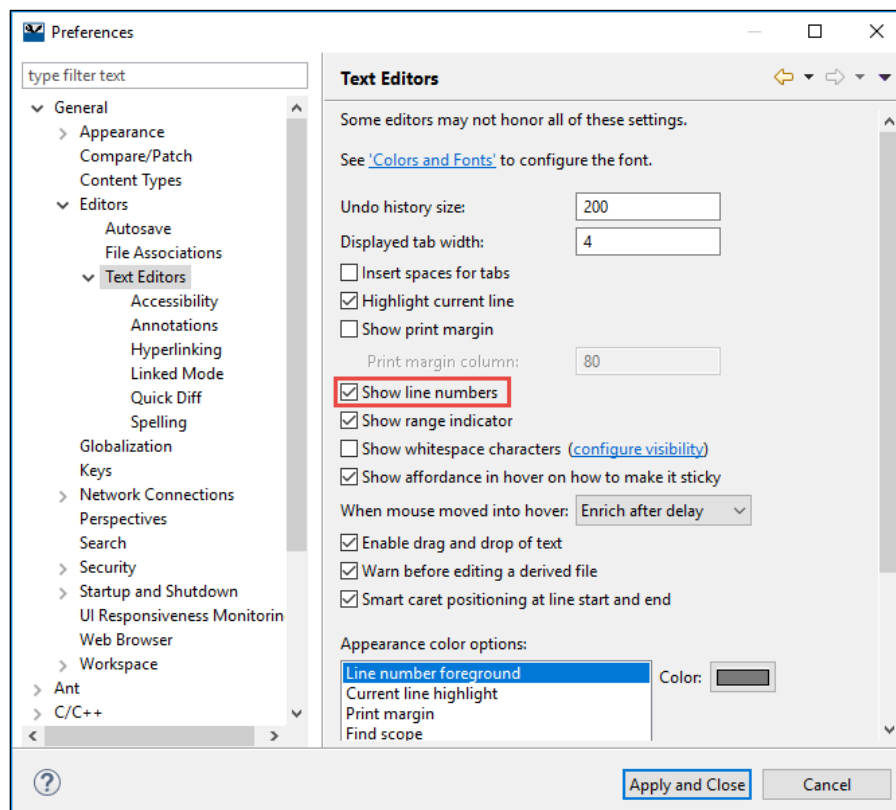 Preferences
type filter text
General
Appearance
Compare/Patch
Content Types
Editors
Autosave
File Associations
Text Editors
Accessibility
Annotations
Hyperlinking
Linked Mode
Quick Diff
Spelling
Globalization
Keys
Network Connections
Perspectives
Search
Security
Startup and Shutdown
UI Responsiveness Monitorin
Web Browser
Workspace
Ant
C/C++
Text Editors
Some editors may not honor all of these settings.
See 'Colors and Fonts' to configure the font.
Undo history size: 200
Displayed tab width: 4
Insert spaces for tabs
Highlight current line
Show print margin
Print margin column: 80
Show line numbers
Show range indicator
Show whitespace characters (configure visibility)
Show affordance in hover on how to make it sticky
When mouse moved into hover: Enrich after delay
Enable drag and drop of text
Warn before editing a derived file
Smart caret positioning at line start and end
Appearance color options:
Line number foreground
Color:
Current line highlight
Print margin
Find scope
?
Apply and Close
Cancel